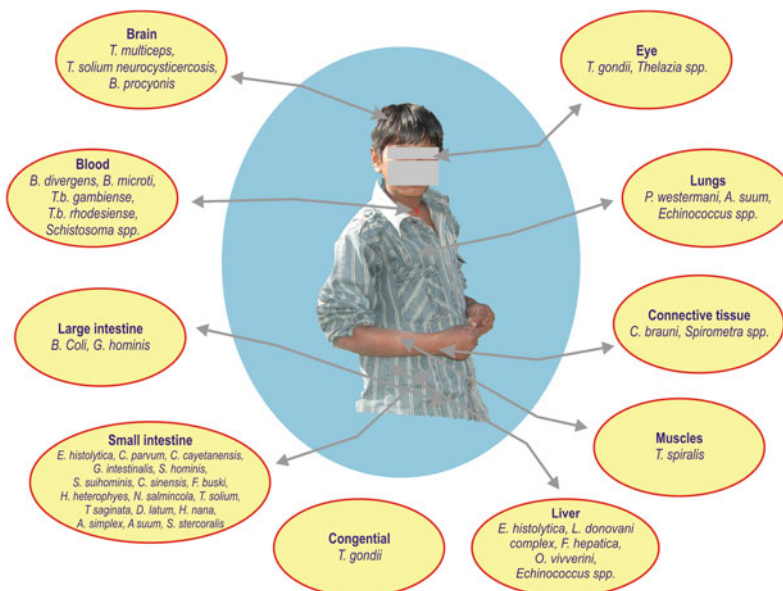 Brain
T. multiceps,
T. solium neurocysticercosis,
B. procyonis
Eye
T. gondii, Thelazia spp.
Blood
B. divergens, B. microti,
T.b. gambiense,
T.b. rhodesiense,
Schistosoma spp.
Lungs
P. westermani, A. suum,
Echinococcus spp.
Large intestine
B. Coli, G. hominis
Connective tissue
C. brauni, Spirometra spp.
Small intestine
E. histolytica, C. parvum, C. cayetanensis,
G. intestinalis, S. hominis,
S. suihominis, C. sinensis, F. buski,
H. heterophyes, N. salmincola, T. solium,
T saginata, D. latum, H. nana,
A. simplex, A suum, S. stercoralis
Muscles
T. spiralis
Congential
T. gondii
Liver
E. histolytica, L. donovani
complex, F. hepatica,
O. vivverini,
Echinococcus spp.